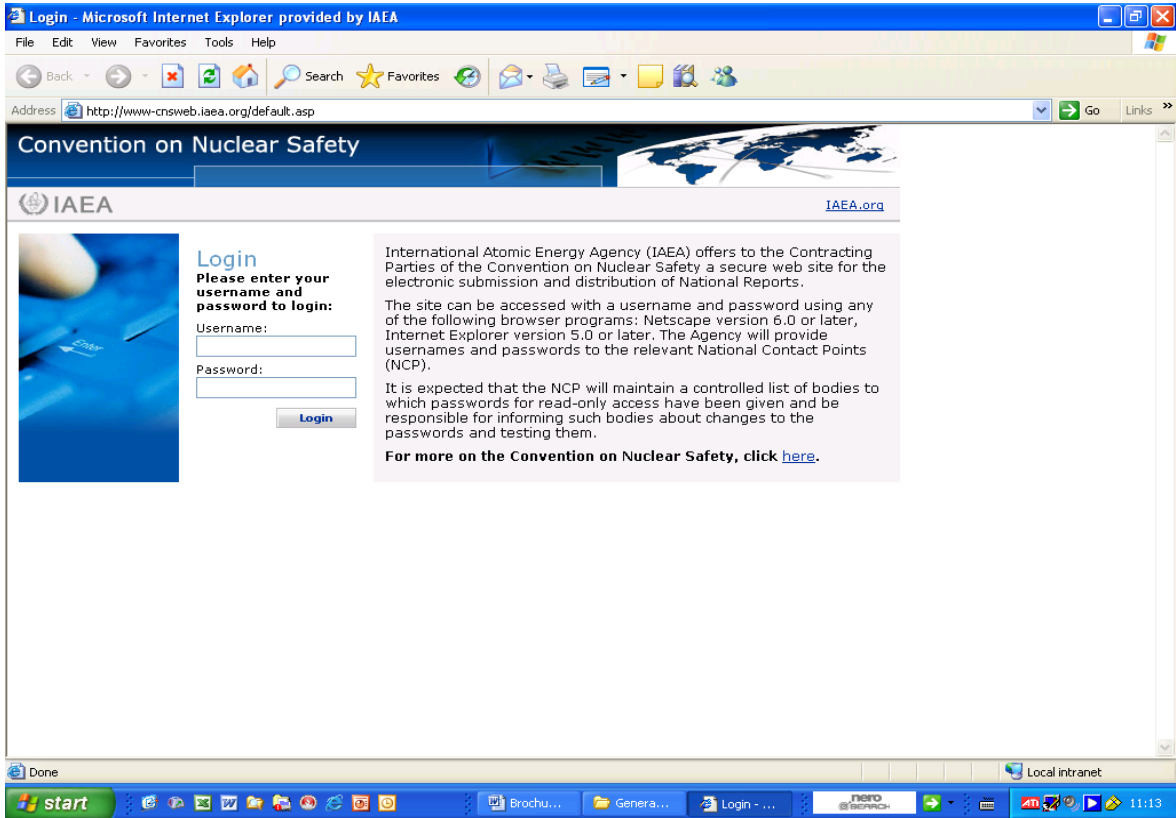 Login - Microsoft Internet Explorer provided by IAEA
File Edit View Favorites Tools Help
Back Search Favorites
Address http://www-cnsweb.iaea.org/default.asp Go Links »
Convention on Nuclear Safety
IAEA IAEA.org
Login
Please enter your
username and
password to login:
Username:
Password:
Login
International Atomic Energy Agency (IAEA) offers to the Contracting
Parties of the Convention on Nuclear Safety a secure web site for the
electronic submission and distribution of National Reports.
The site can be accessed with a username and password using any
of the following browser programs: Netscape version 6.0 or later,
Internet Explorer version 5.0 or later. The Agency will provide
usernames and passwords to the relevant National Contact Points
(NCP).
It is expected that the NCP will maintain a controlled list of bodies to
which passwords for read-only access have been given and be
responsible for informing such bodies about changes to the
passwords and testing them.
For more on the Convention on Nuclear Safety, click here.
Enter
Done Local intranet
start Brochu... Genera... Login - ... nero SEARCH ATI 11:13